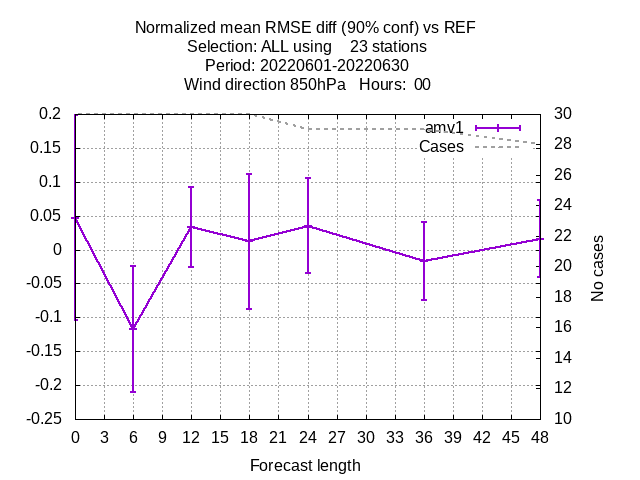 Normalized mean RMSE diff (90% conf) vs REF
Selection: ALL using    23 stations
Period: 20220601-20220630
Wind direction 850hPa   Hours:  00
0.2
0.15
0.1
0.05
0
-0.05
-0.1
-0.15
-0.2
-0.25
amv1
Cases
30
28
26
24
22
20
18
16
14
12
10
No cases
0 3 6 9 12 15 18 21 24 27 30 33 36 39 42 45 48
Forecast length